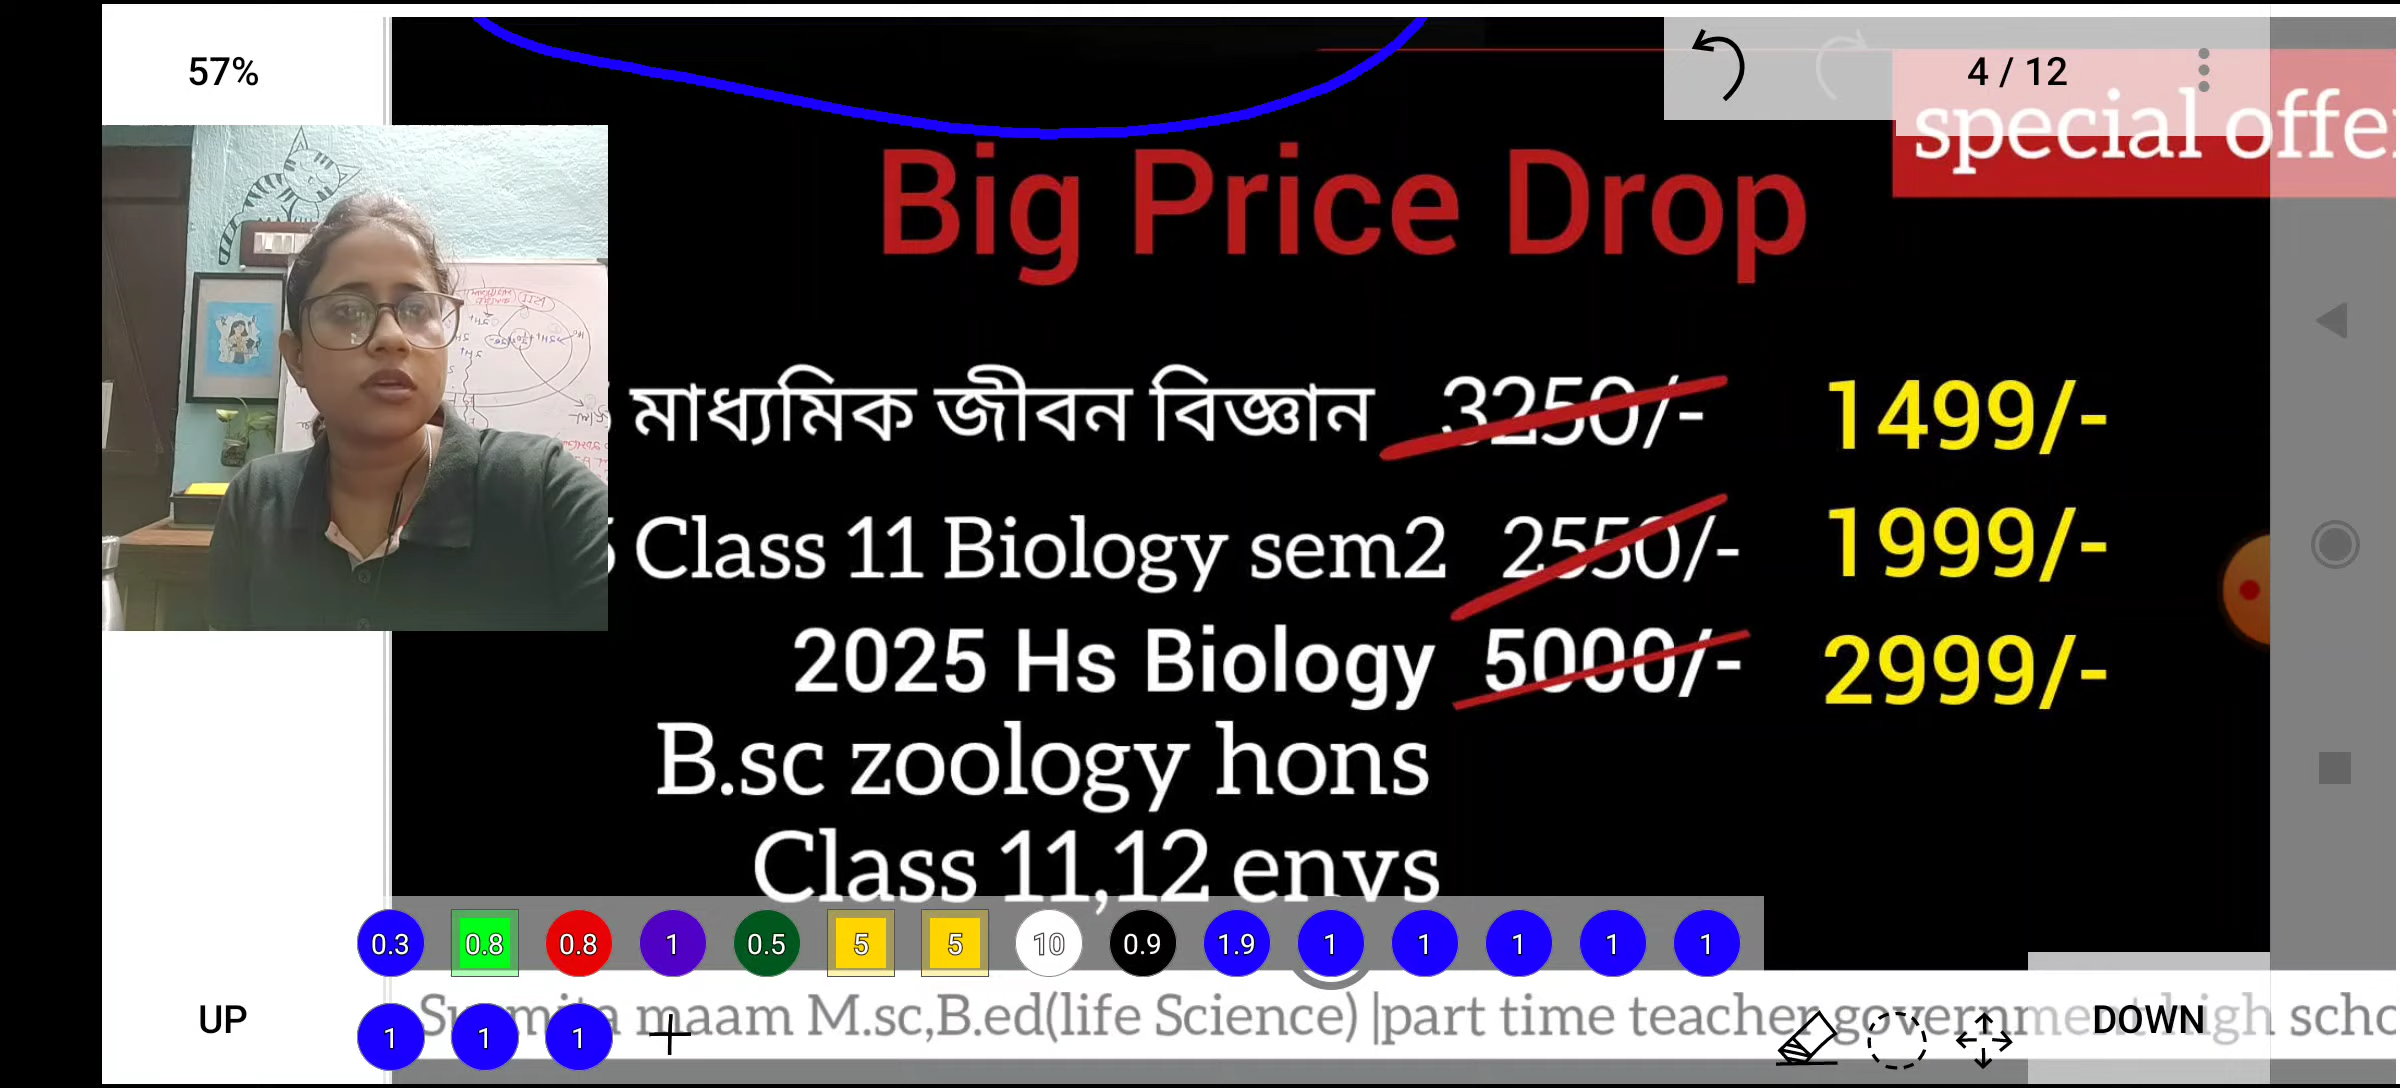 57%
4 / 12
special offe
Big Price Drop
মাধ্যমিক জীবন বিজ্ঞান 3250/- 1499/-
Class 11 Biology sem2 2550/- 1999/-
2025 Hs Biology 5000/- 2999/-
B.sc zoology hons
Class 11,12 envs
0.3 0.8 0.8 1 0.5 5 5 10 0.9 1.9 1 1 1 1 1
UP
maam M.sc,B.ed(life Science) |part time teacher government high scho
DOWN
1 1 1 +